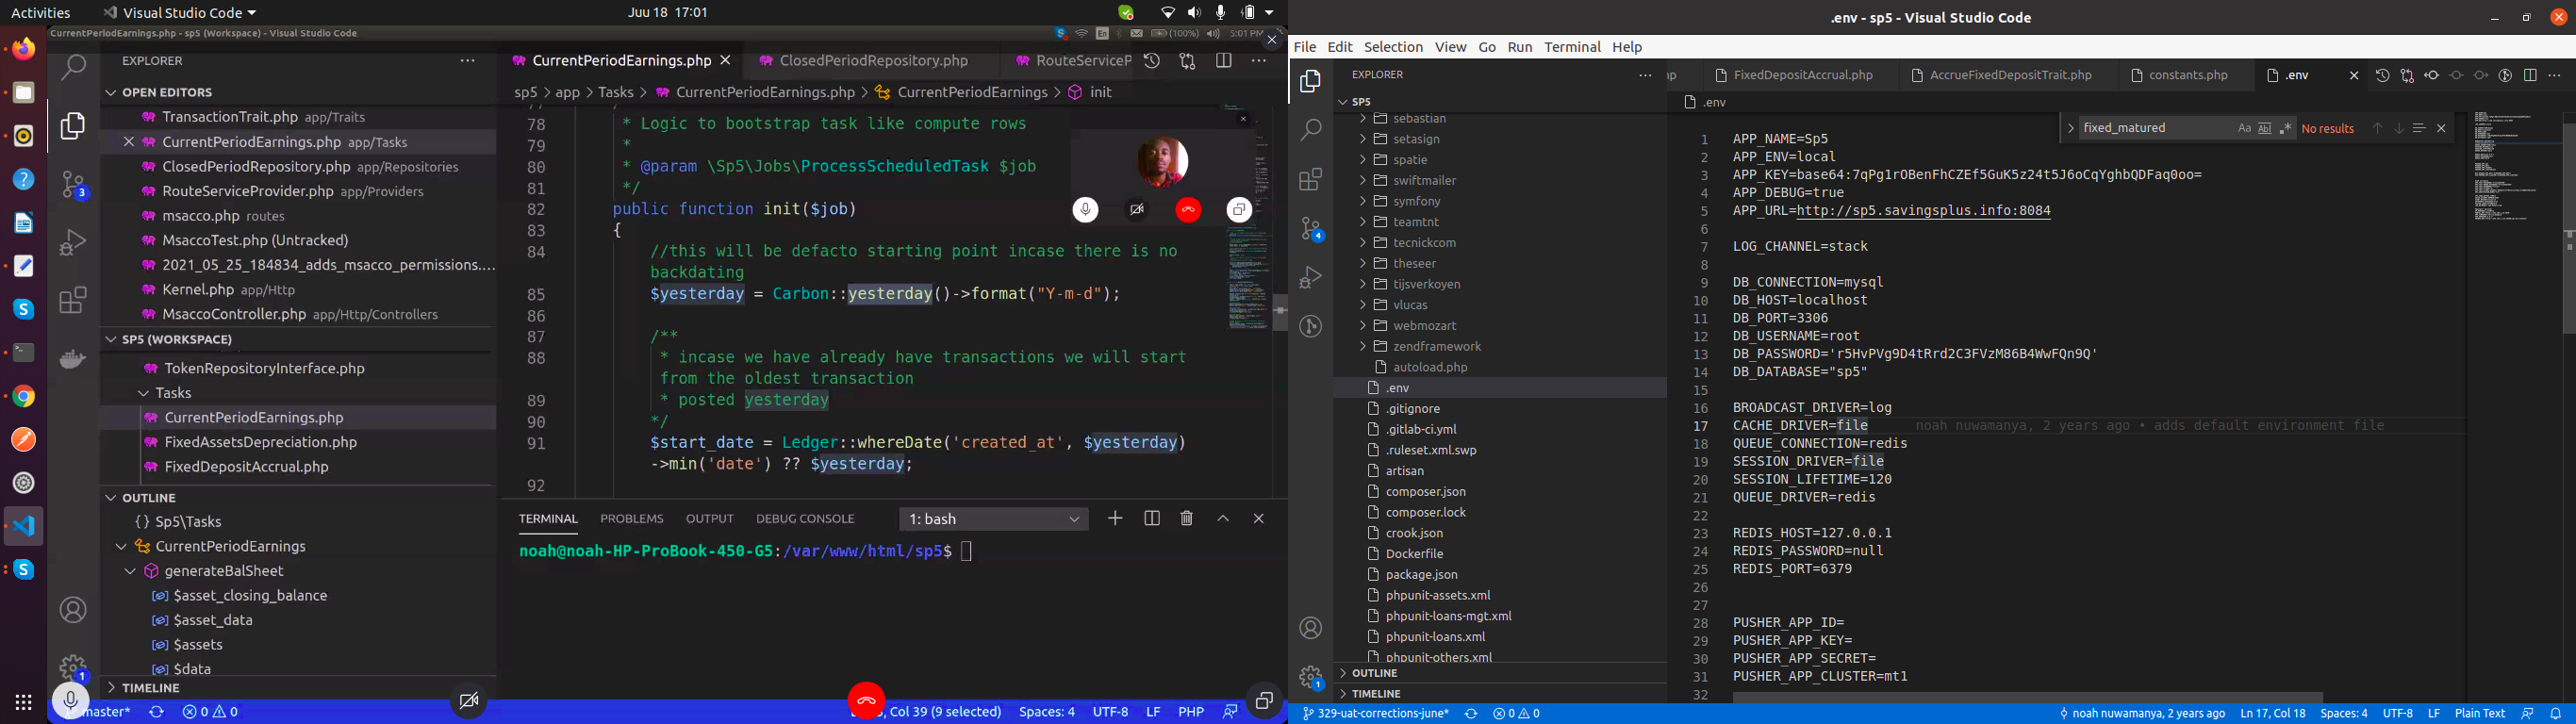 Activities
Visual Studio Code
Juu 18 17:01
CurrentPeriodEarnings.php - sp5 (Workspace) - Visual Studio Code
En
(100%)
5:01 PM
EXPLORER
OPEN EDITORS
TransactionTrait.php app/Traits
CurrentPeriodEarnings.php app/Tasks
ClosedPeriodRepository.php app/Repositories
RouteServiceProvider.php app/Providers
msacco.php routes
MsaccoTest.php (Untracked)
2021_05_25_184834_adds_msacco_permissions....
Kernel.php app/Http
MsaccoController.php app/Http/Controllers
SP5 (WORKSPACE)
TokenRepositoryInterface.php
Tasks
CurrentPeriodEarnings.php
FixedAssetsDepreciation.php
FixedDepositAccrual.php
OUTLINE
{} Sp5\Tasks
CurrentPeriodEarnings
generateBalSheet
$asset_closing_balance
$asset_data
$assets
$data
TIMELINE
3
1
master*
0 0
CurrentPeriodEarnings.php
ClosedPeriodRepository.php
RouteServiceP
sp5 > app > Tasks > CurrentPeriodEarnings.php > CurrentPeriodEarnings > init
78 * Logic to bootstrap task like compute rows
79 *
80 * @param \Sp5\Jobs\ProcessScheduledTask $job
81 */
82 public function init($job)
83 {
84 //this will be defacto starting point incase there is no
backdating
85 $yesterday = Carbon::yesterday()->format("Y-m-d");
86
87 /**
88 * incase we have already have transactions we will start
from the oldest transaction
89 * posted yesterday
90 */
91 $start_date = Ledger::whereDate('created_at', $yesterday)
->min('date') ?? $yesterday;
92
TERMINAL PROBLEMS OUTPUT DEBUG CONSOLE
1: bash
noah@noah-HP-ProBook-450-G5:/var/www/html/sp5$
Col 39 (9 selected) Spaces: 4 UTF-8 LF PHP
.env - sp5 - Visual Studio Code
File Edit Selection View Go Run Terminal Help
EXPLORER
SP5
sebastian
setasign
spatie
swiftmailer
symfony
teamtnt
tecnickcom
theseer
tijsverkoyen
vlucas
webmozart
zendframework
autoload.php
.env
.gitignore
.gitlab-ci.yml
.ruleset.xml.swp
artisan
composer.json
composer.lock
crook.json
Dockerfile
package.json
phpunit-assets.xml
phpunit-loans-mgt.xml
phpunit-loans.xml
phpunit-others.xml
OUTLINE
TIMELINE
4
1
hp
FixedDepositAccrual.php
AccrueFixedDepositTrait.php
constants.php
.env
.env
fixed_matured
Aa Abl .*
No results
1 APP_NAME=Sp5
2 APP_ENV=local
3 APP_KEY=base64:7qPg1rOBenFhCZEf5GuK5z24t5J6oCqYghbQDFaq0oo=
4 APP_DEBUG=true
5 APP_URL=http://sp5.savingsplus.info:8084
6
7 LOG_CHANNEL=stack
8
9 DB_CONNECTION=mysql
10 DB_HOST=localhost
11 DB_PORT=3306
12 DB_USERNAME=root
13 DB_PASSWORD='r5HvPVg9D4tRrd2C3FVzM86B4WwFQn9Q'
14 DB_DATABASE="sp5"
15
16 BROADCAST_DRIVER=log
17 CACHE_DRIVER=file noah nuwamanya, 2 years ago • adds default environment file
18 QUEUE_CONNECTION=redis
19 SESSION_DRIVER=file
20 SESSION_LIFETIME=120
21 QUEUE_DRIVER=redis
22
23 REDIS_HOST=127.0.0.1
24 REDIS_PASSWORD=null
25 REDIS_PORT=6379
26
27
28 PUSHER_APP_ID=
29 PUSHER_APP_KEY=
30 PUSHER_APP_SECRET=
31 PUSHER_APP_CLUSTER=mt1
32
329-uat-corrections-june*
0 0
noah nuwamanya, 2 years ago Ln 17, Col 18 Spaces: 4 UTF-8 LF Plain Text